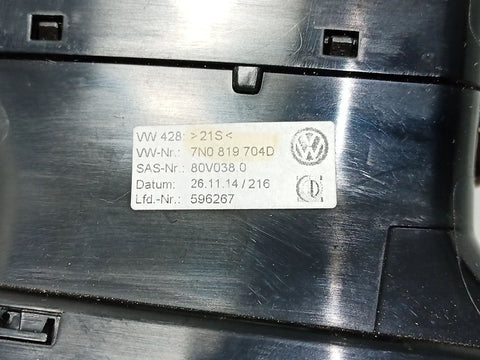 VW 428: >21S<
VW-Nr.: 7N0 819 704D
SAS-Nr.: 80V038.0
Datum: 26.11.14 / 216
Lfd.-Nr.: 596267